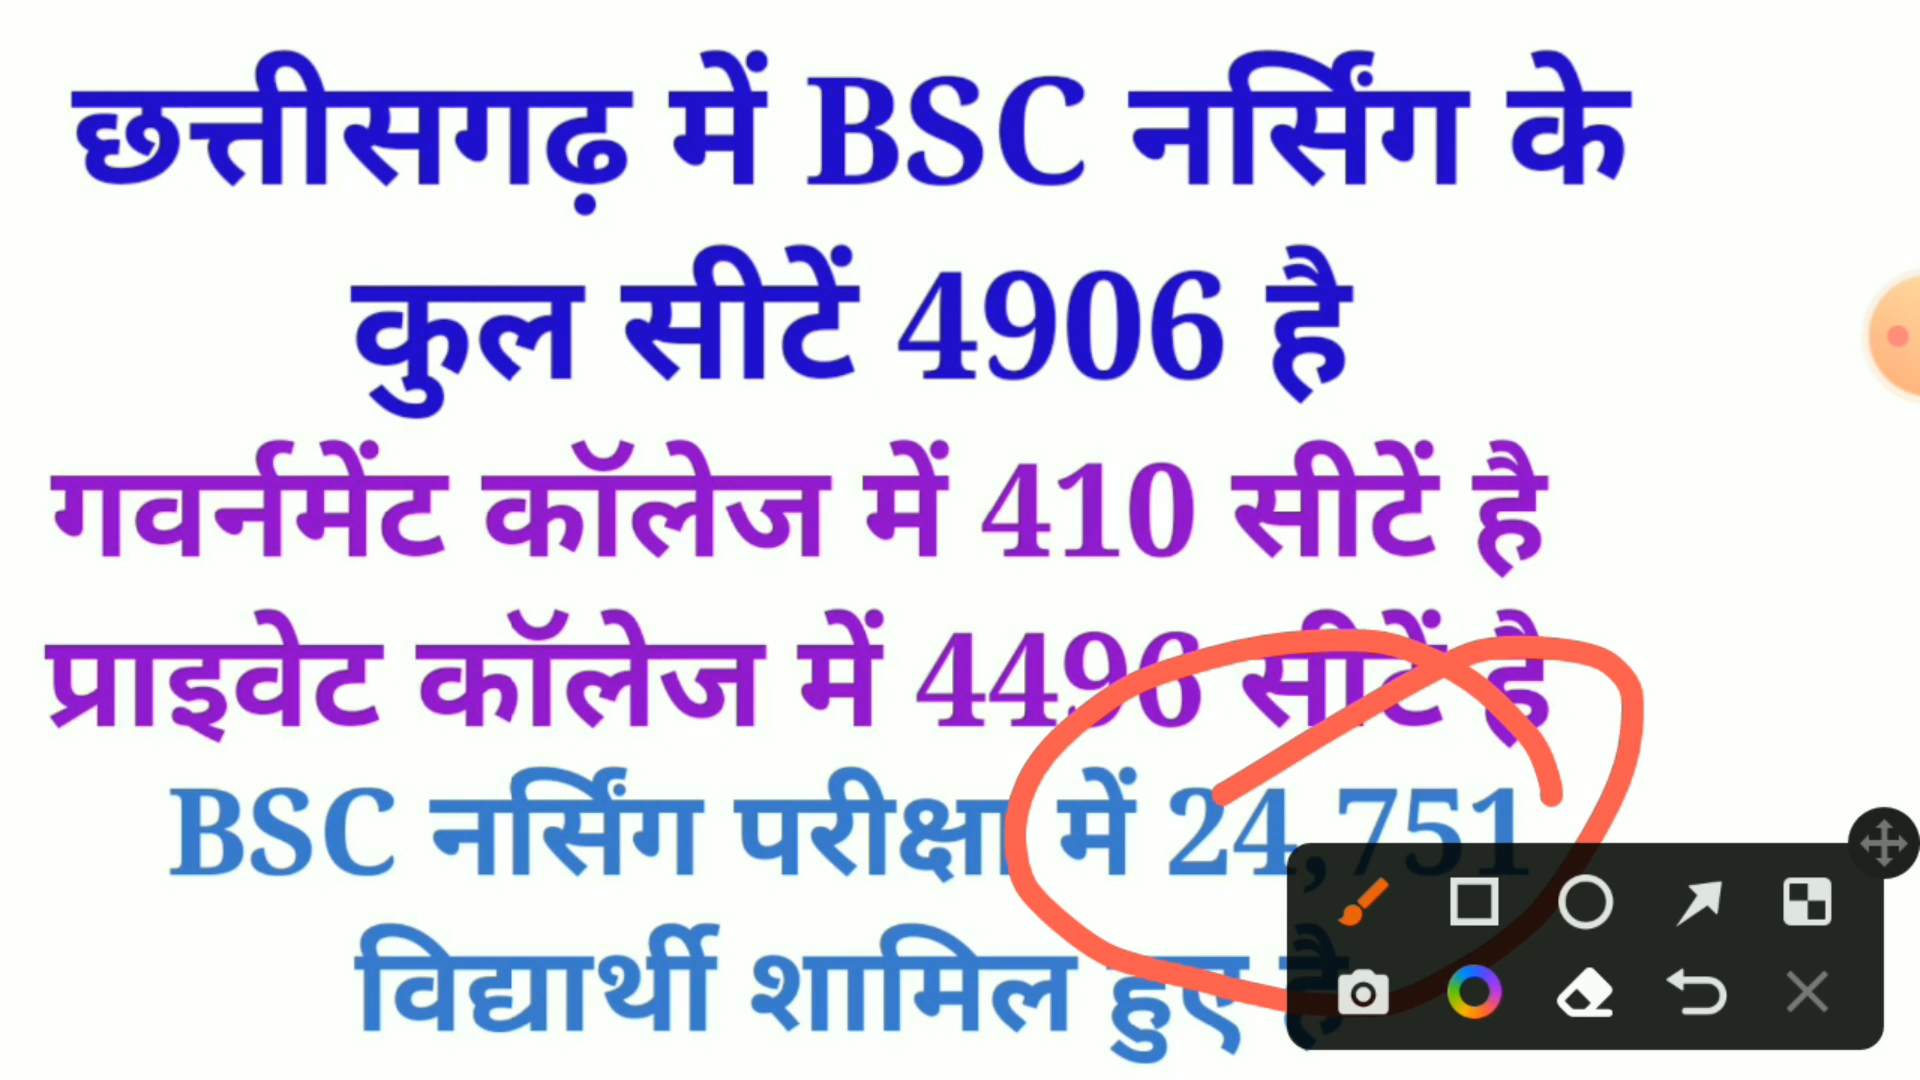 छत्तीसगढ़ में BSC नर्सिंग के
कुल सीटें 4906 है
गवर्नमेंट कॉलेज में 410 सीटें है
प्राइवेट कॉलेज में 4496 सीटें है
BSC नर्सिंग परीक्षा में 24,751
विद्यार्थी शामिल हुए है